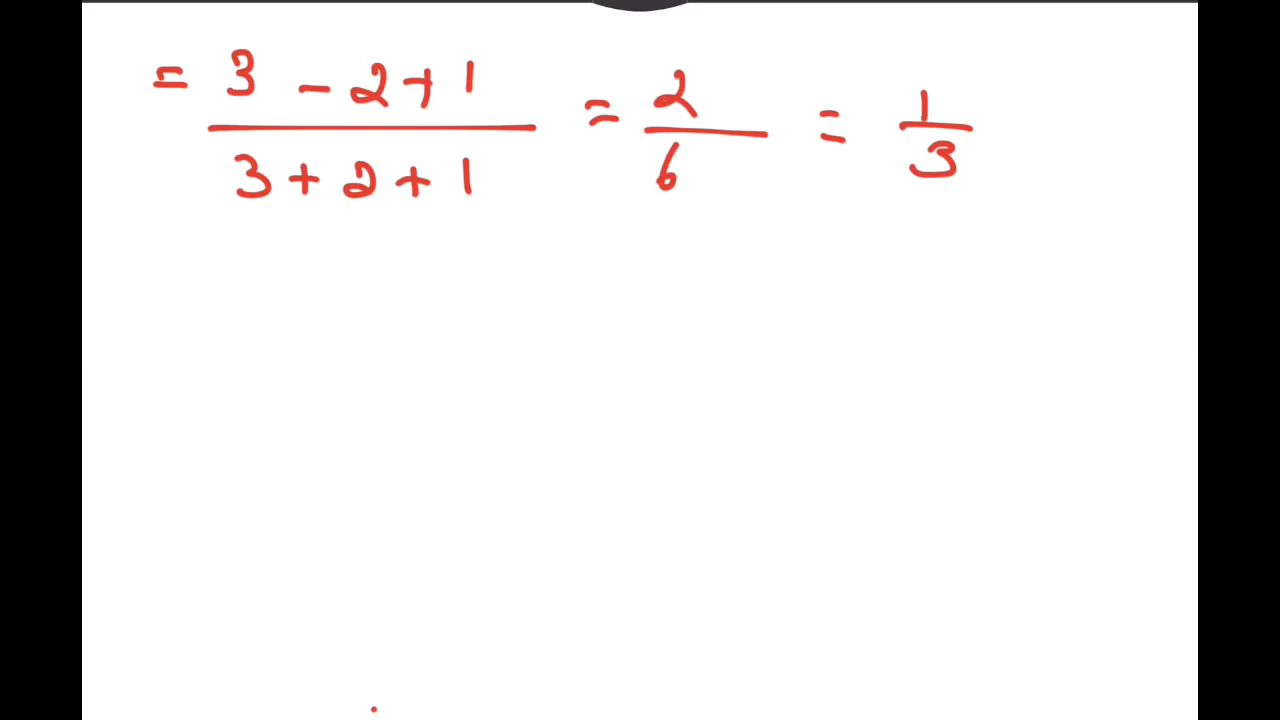 = (3 - 2 + 1) / (3 + 2 + 1) = 2/6 = 1/3